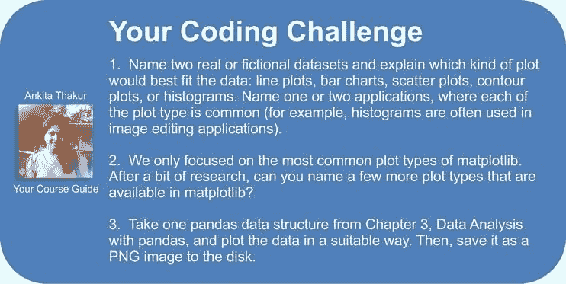 Your Coding Challenge
Ankita Thakur
Your Course Guide
1. Name two real or fictional datasets and explain which kind of plot
would best fit the data: line plots, bar charts, scatter plots, contour
plots, or histograms. Name one or two applications, where each of
the plot type is common (for example, histograms are often used in
image editing applications).
2. We only focused on the most common plot types of matplotlib.
After a bit of research, can you name a few more plot types that are
available in matplotlib?
3. Take one pandas data structure from Chapter 3, Data Analysis
with pandas, and plot the data in a suitable way. Then, save it as a
PNG image to the disk.